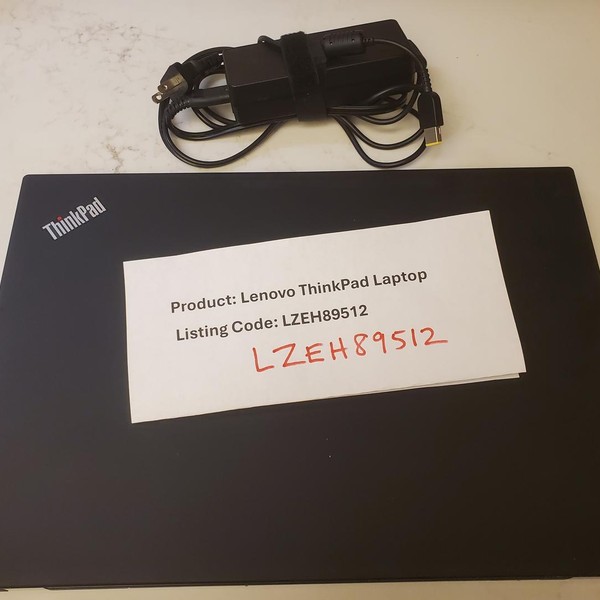 ThinkPad
Product: Lenovo ThinkPad Laptop
Listing Code: LZEH89512
LZEH89512